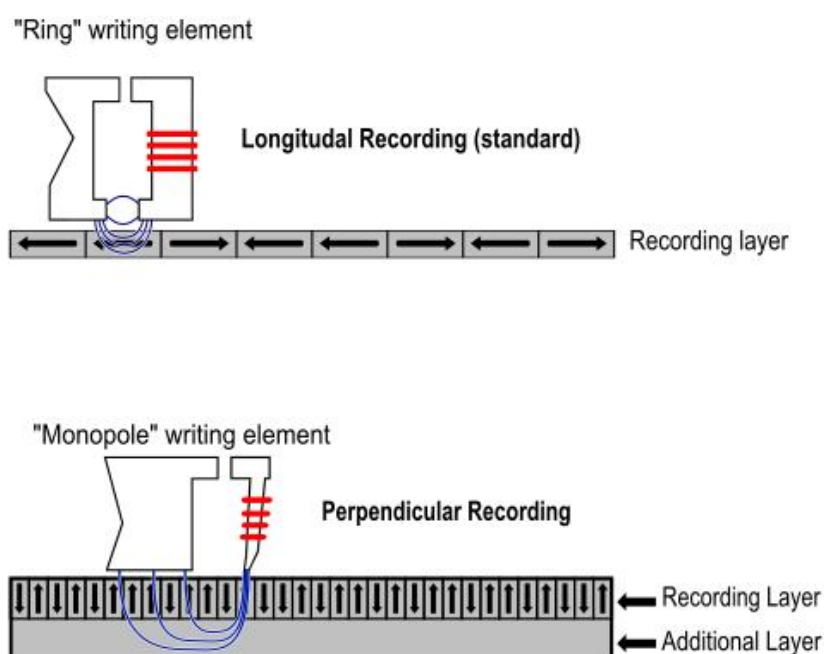 "Ring" writing element
Longitudal Recording (standard)
Recording layer
"Monopole" writing element
Perpendicular Recording
Recording Layer
Additional Layer